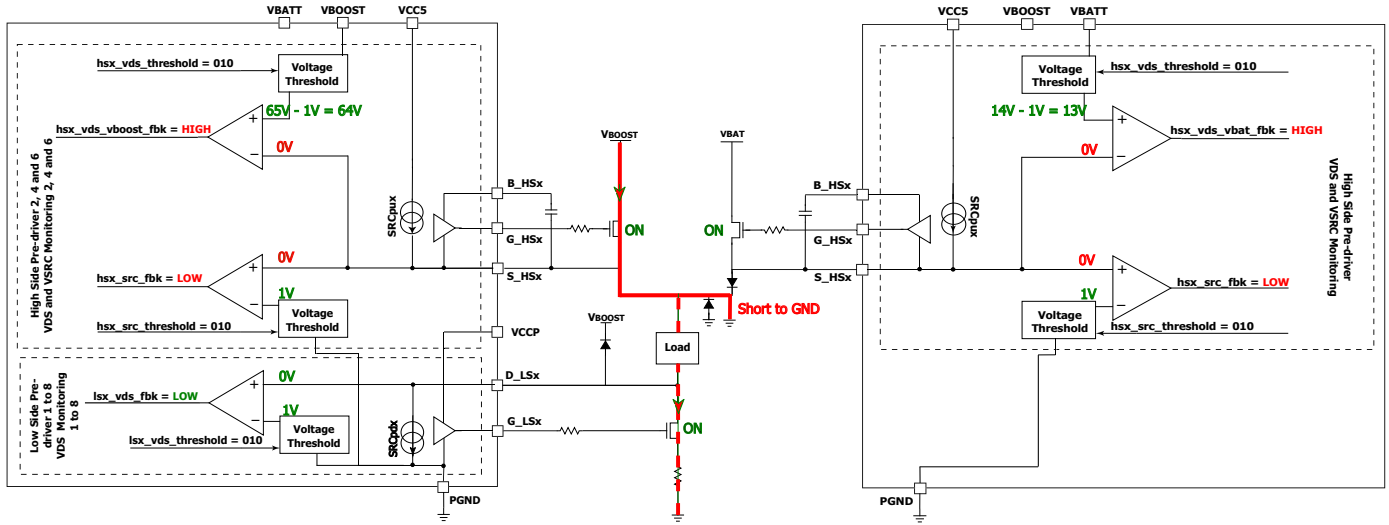 VBATT
VBOOST
VCC5
hsx_vds_threshold = 010
Voltage
Threshold
65V - 1V = 64V
hsx_vds_vboost_fbk = HIGH
0V
High Side Pre-driver 2, 4 and 6
VDS and VSRC Monitoring 2, 4 and 6
SRCpux
B_HSx
G_HSx
S_HSx
0V
hsx_src_fbk = LOW
1V
Voltage
Threshold
hsx_src_threshold = 010
VCCP
Low Side Pre-
driver 1 to 8
VDS Monitoring
1 to 8
0V
lsx_vds_fbk = LOW
1V
Voltage
Threshold
lsx_vds_threshold = 010
SRCpdx
D_LSx
G_LSx
PGND
VBOOST
ON
VBAT
ON
Short to GND
VBOOST
Load
ON
VCC5
VBOOST
VBATT
Voltage
Threshold
hsx_vds_threshold = 010
14V - 1V = 13V
hsx_vds_vbat_fbk = HIGH
0V
B_HSx
G_HSx
S_HSx
SRCpux
High Side Pre-driver
VDS and VSRC Monitoring
0V
hsx_src_fbk = LOW
1V
Voltage
Threshold
hsx_src_threshold = 010
PGND